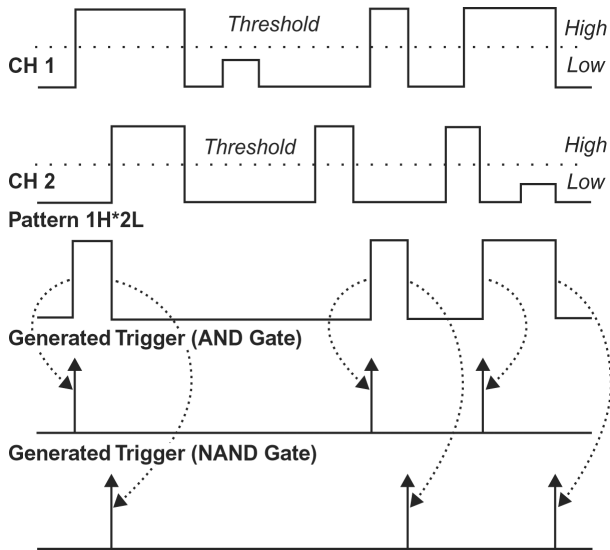 Threshold
High
CH 1
Low
Threshold
High
CH 2
Low
Pattern 1H*2L
Generated Trigger (AND Gate)
Generated Trigger (NAND Gate)